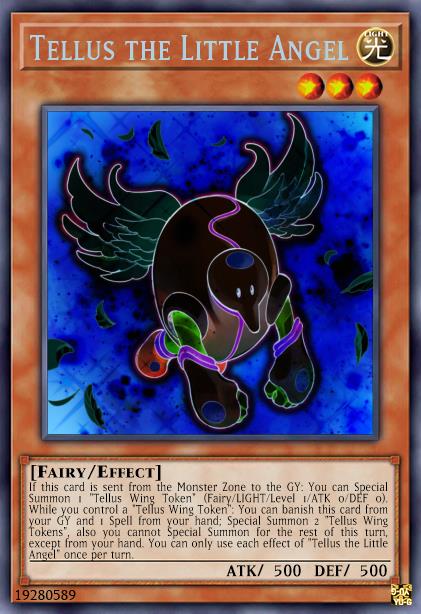 TELLUS THE LITTLE ANGEL
LIGHT
光
[FAIRY/EFFECT]
If this card is sent from the Monster Zone to the GY: You can Special
Summon 1 "Tellus Wing Token" (Fairy/LIGHT/Level 1/ATK 0/DEF 0).
While you control a "Tellus Wing Token": You can banish this card
from your GY and 1 Spell from your hand; Special Summon 2 "Tellus Wing
Tokens", also you cannot Special Summon for the rest of this turn,
except from your hand. You can only use each effect of "Tellus the Little
Angel" once per turn.
ATK/ 500 DEF/ 500
19280589